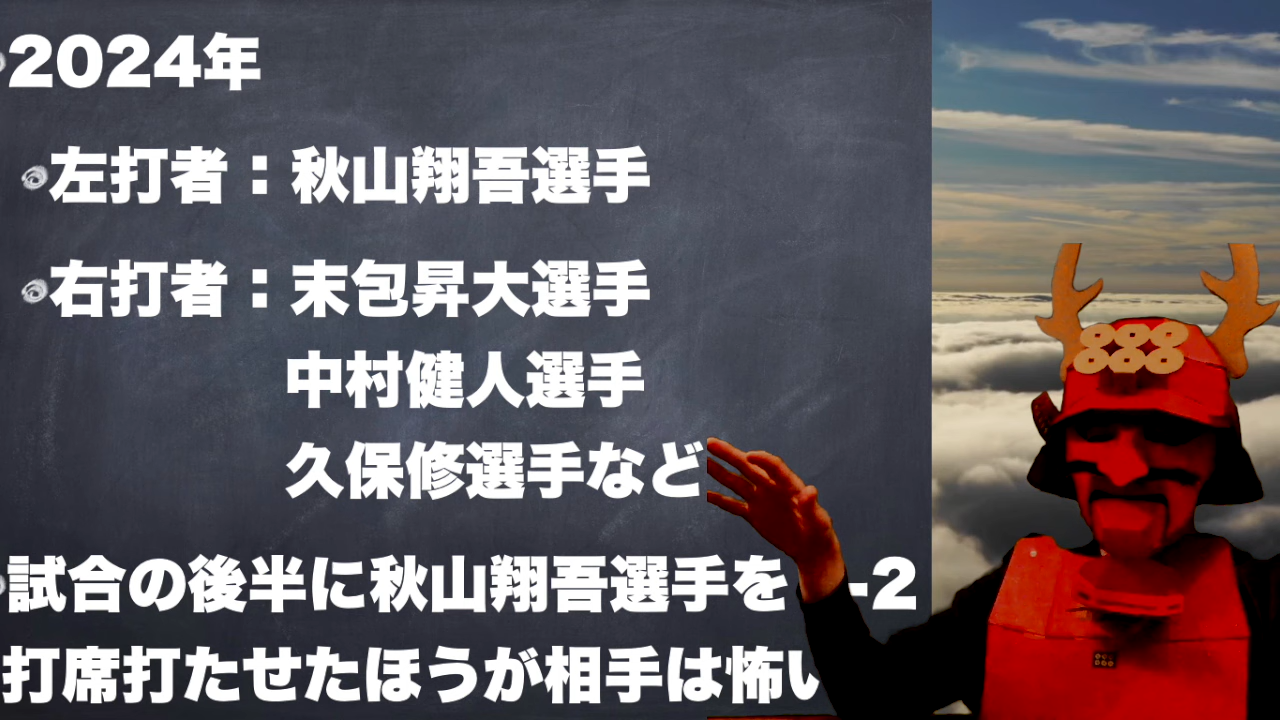 2024年
左打者：秋山翔吾選手
右打者：末包昇大選手
中村健人選手
久保修選手など
試合の後半に秋山翔吾選手を -2
打席打たせたほうが相手は怖い